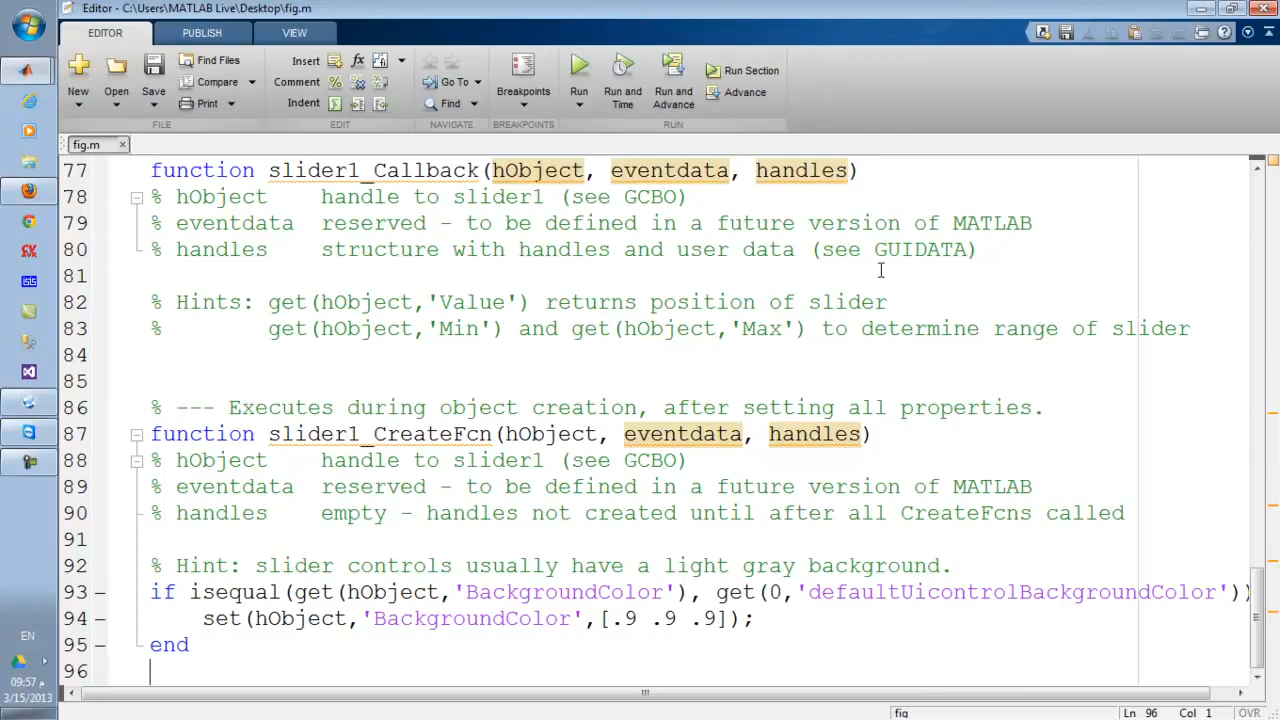 Editor - C:\Users\MATLAB Live\Desktop\fig.m
EDITOR PUBLISH VIEW
New Open Save
Find Files
Compare
Print
FILE
Insert
Comment
Indent
EDIT
Go To
Find
NAVIGATE
Breakpoints
BREAKPOINTS
Run
Run and Time
Run and Advance
Run Section
Advance
RUN
fig.m
77 function slider1_Callback(hObject, eventdata, handles)
78 % hObject    handle to slider1 (see GCBO)
79 % eventdata  reserved - to be defined in a future version of MATLAB
80 % handles    structure with handles and user data (see GUIDATA)
81
82 % Hints: get(hObject,'Value') returns position of slider
83 %        get(hObject,'Min') and get(hObject,'Max') to determine range of slider
84
85
86 % --- Executes during object creation, after setting all properties.
87 function slider1_CreateFcn(hObject, eventdata, handles)
88 % hObject    handle to slider1 (see GCBO)
89 % eventdata  reserved - to be defined in a future version of MATLAB
90 % handles    empty - handles not created until after all CreateFcns called
91
92 % Hint: slider controls usually have a light gray background.
93 if isequal(get(hObject,'BackgroundColor'), get(0,'defaultUicontrolBackgroundColor'))
94     set(hObject,'BackgroundColor',[.9 .9 .9]);
95 end
96
EN
09:57 م
3/15/2013
fig
Ln 96 Col 1 OVR